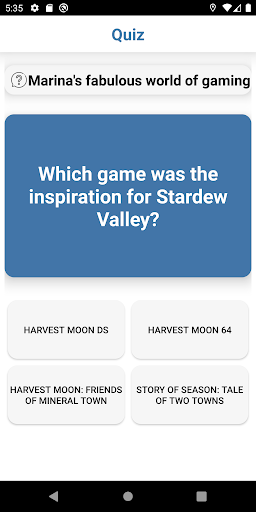 5:35
Quiz
Marina's fabulous world of gaming
Which game was the
inspiration for Stardew
Valley?
HARVEST MOON DS
HARVEST MOON 64
HARVEST MOON: FRIENDS
OF MINERAL TOWN
STORY OF SEASON: TALE
OF TWO TOWNS